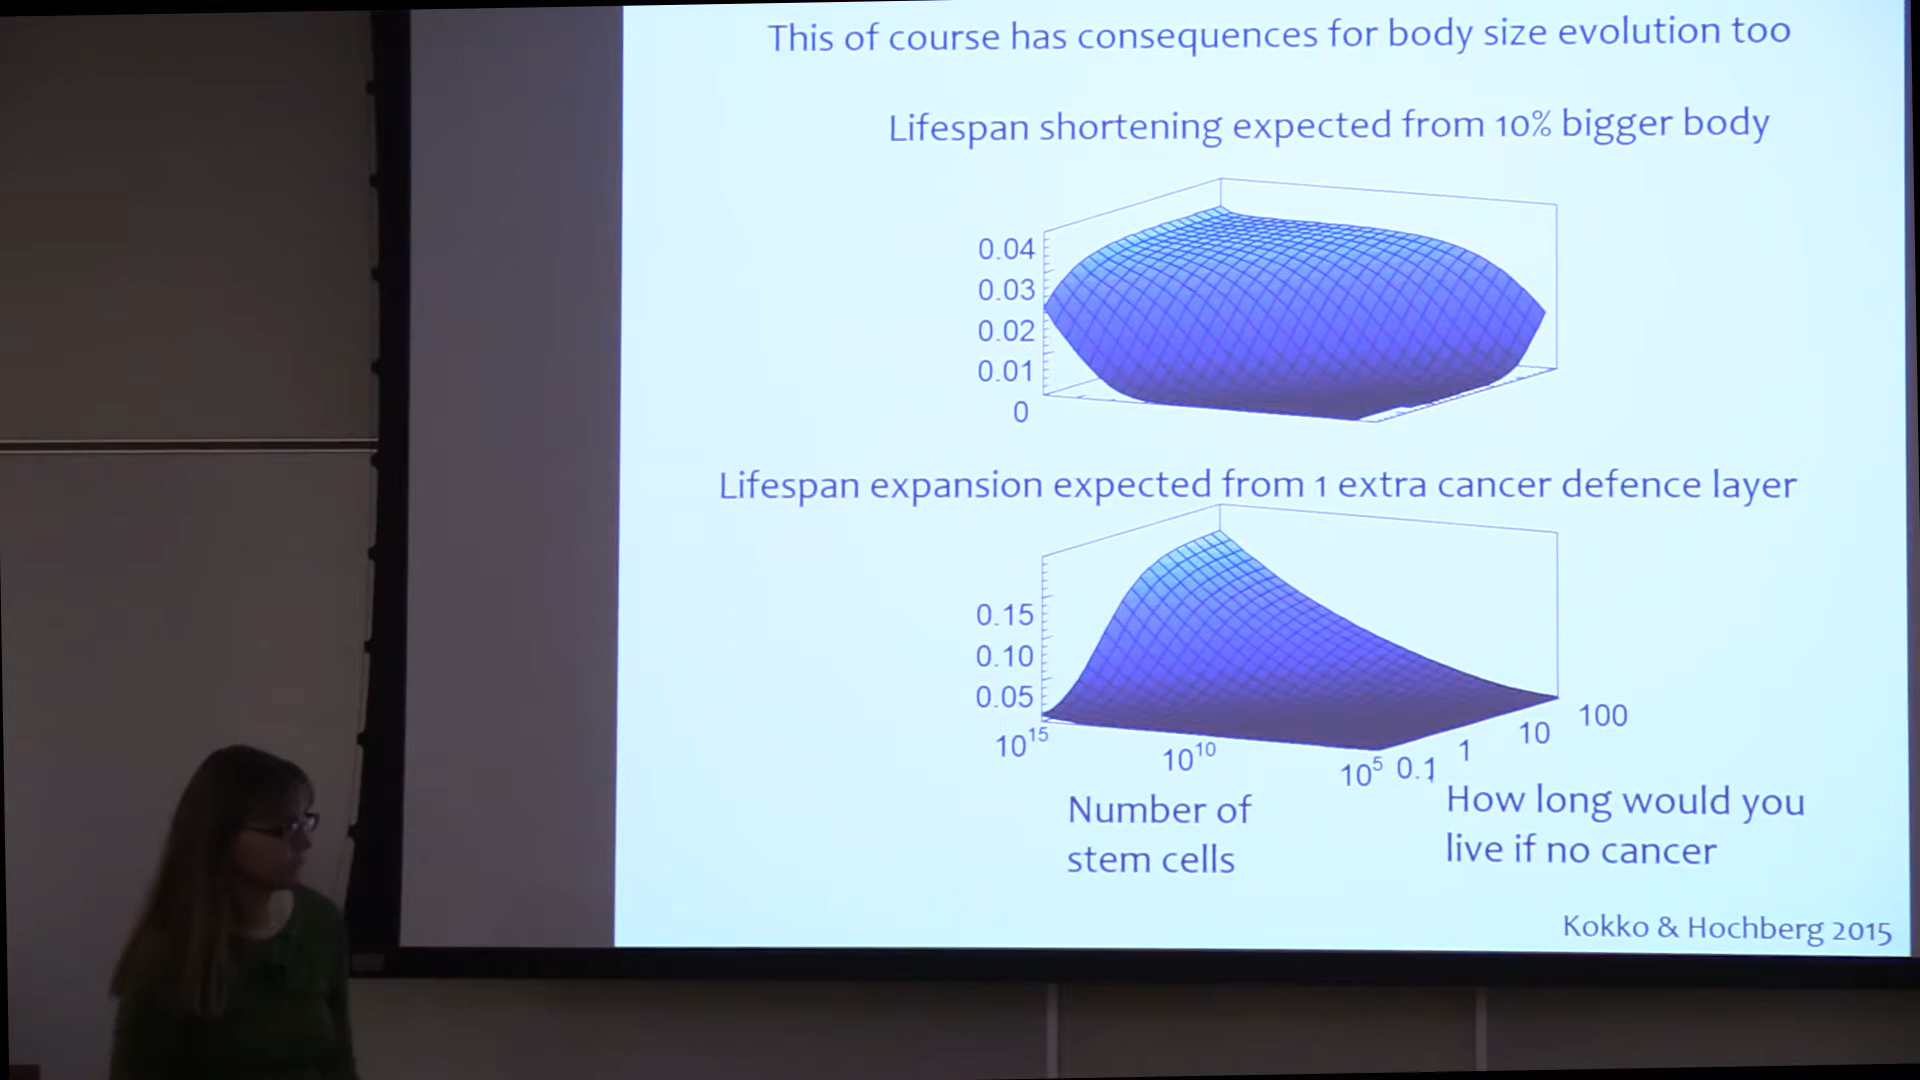 This of course has consequences for body size evolution too
Lifespan shortening expected from 10% bigger body
0.04
0.03
0.02
0.01
0
Lifespan expansion expected from 1 extra cancer defence layer
0.15
0.10
0.05
10¹⁵
10¹⁰
10⁵
0.1
1
10
100
Number of
stem cells
How long would you
live if no cancer
Kokko & Hochberg 2015